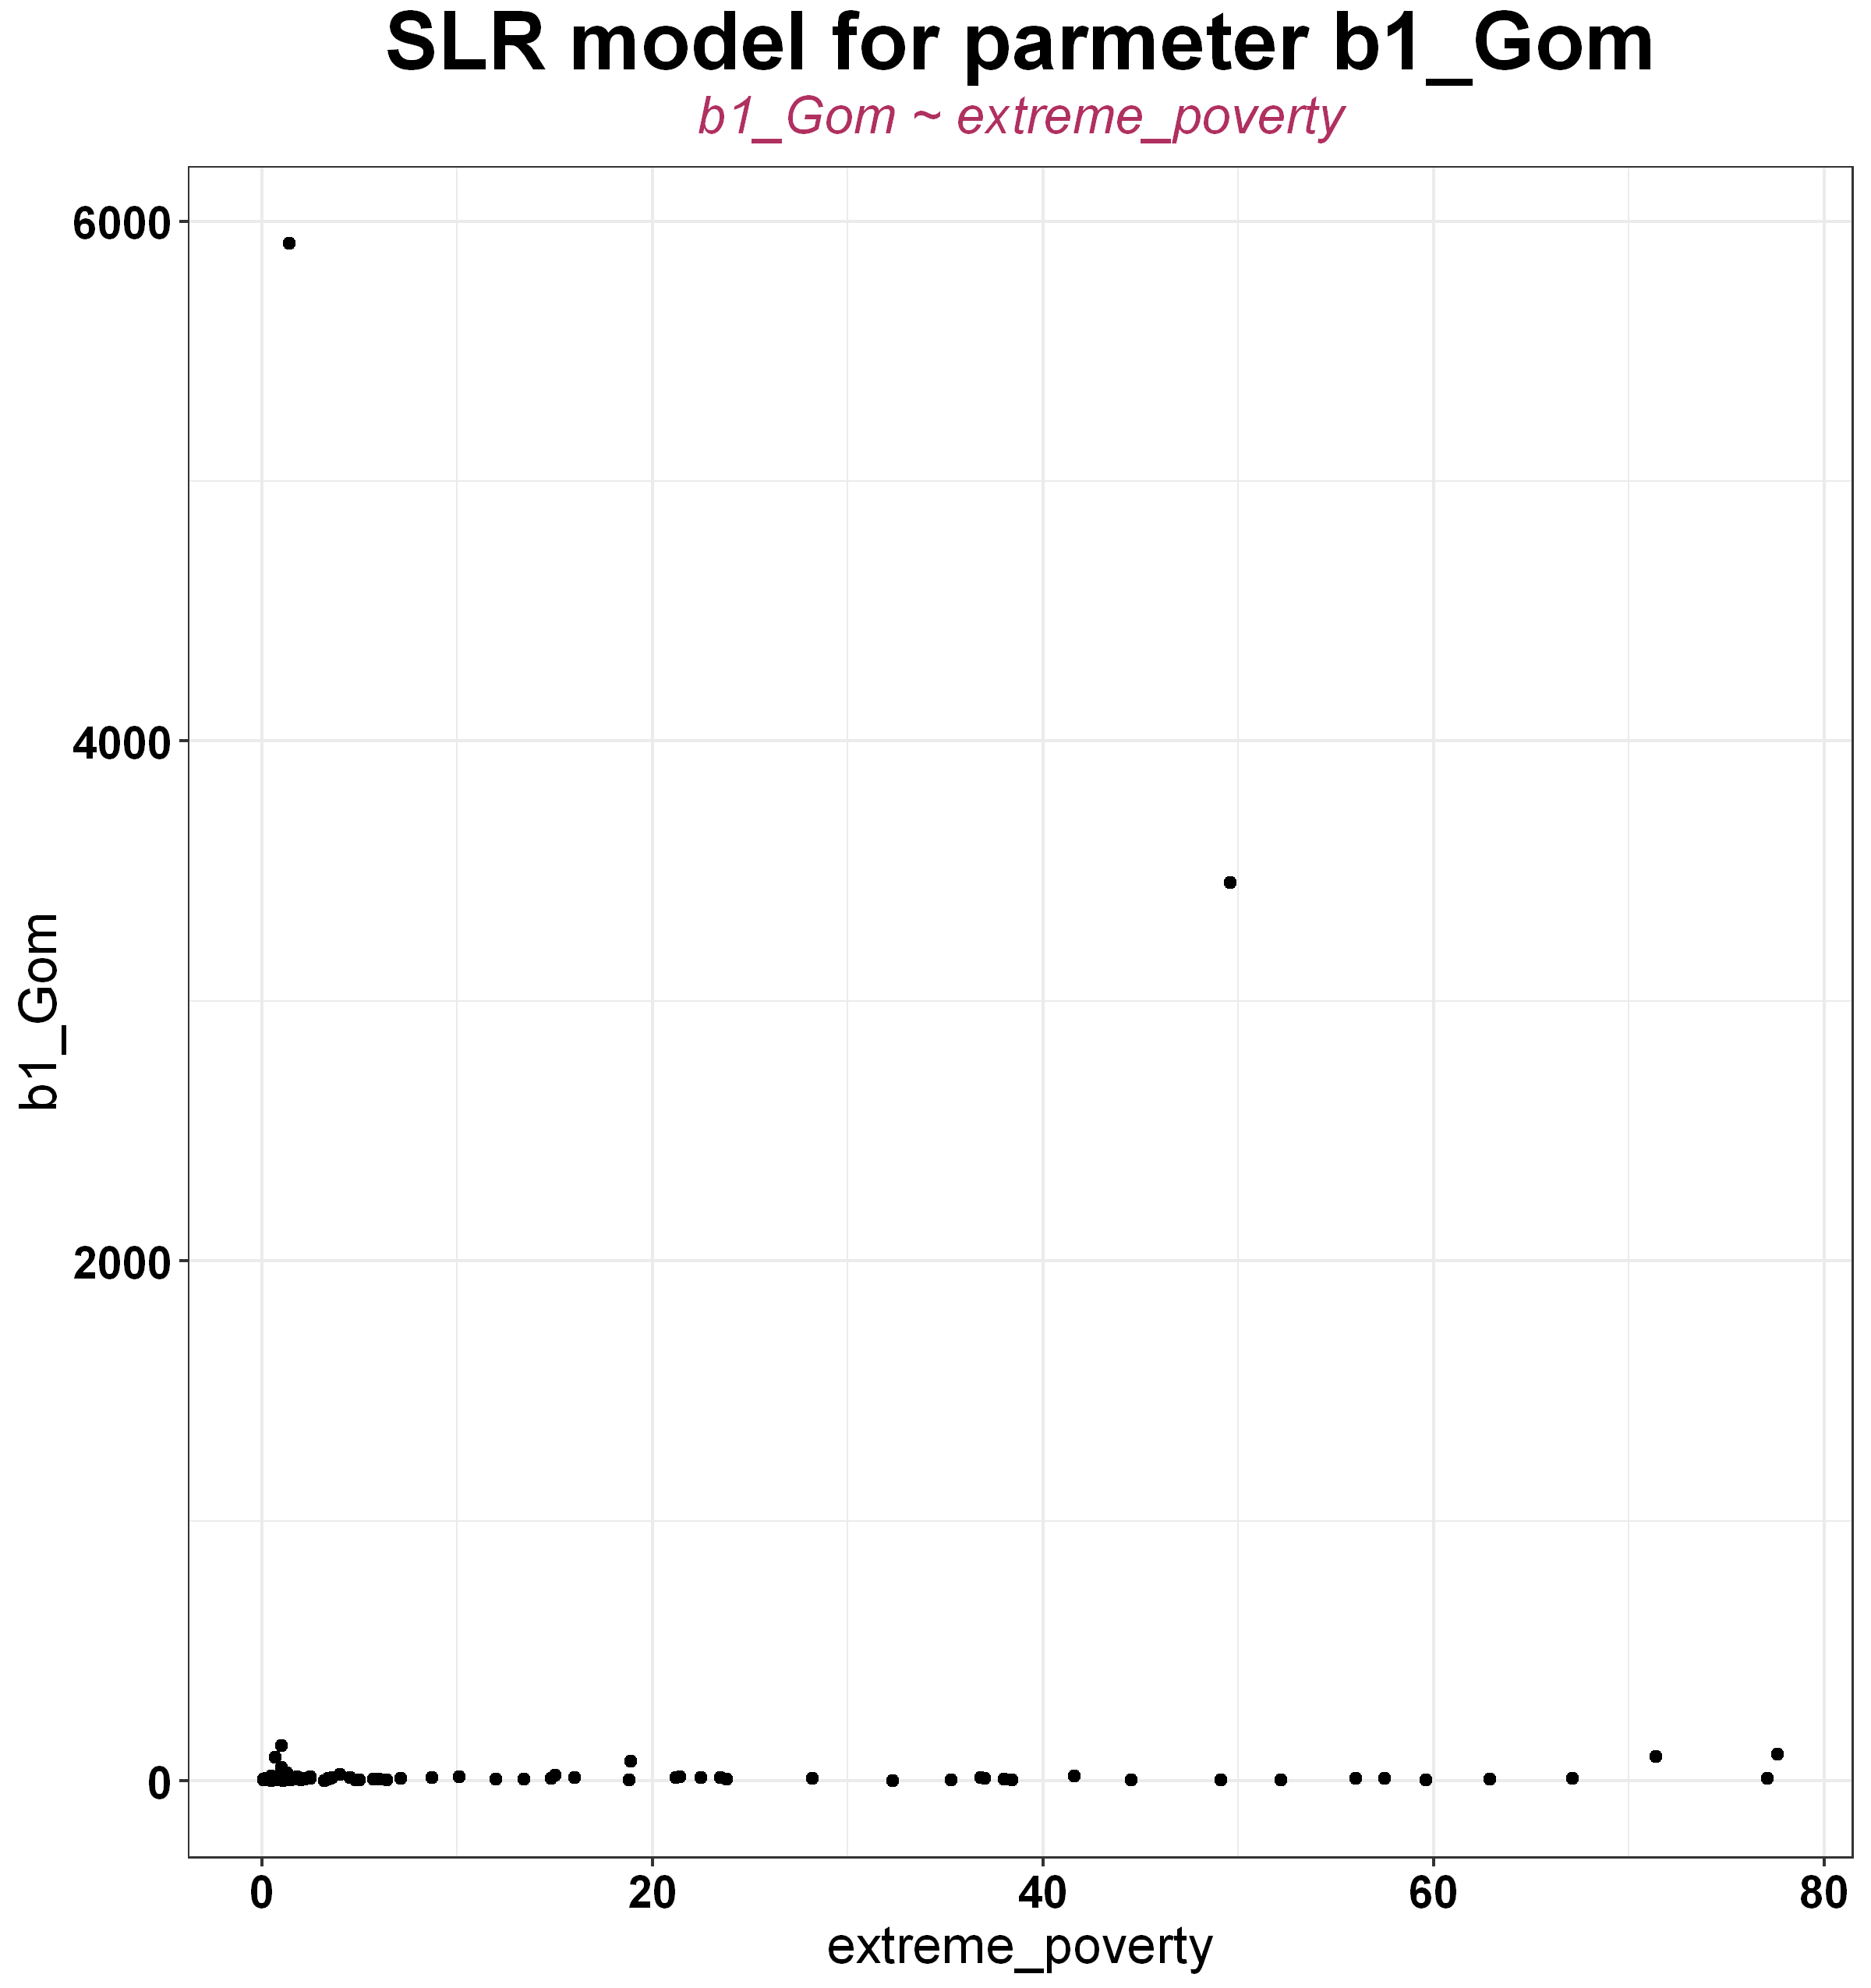 SLR model for parmeter b1_Gom
b1_Gom ~ extreme_poverty
6000
4000
2000
0
b1_Gom
0 20 40 60 80
extreme_poverty